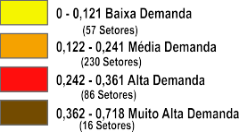 0 - 0,121 Baixa Demanda
(57 Setores)
0,122 - 0,241 Média Demanda
(230 Setores)
0,242 - 0,361 Alta Demanda
(86 Setores)
0,362 - 0,718 Muito Alta Demanda
(16 Setores)